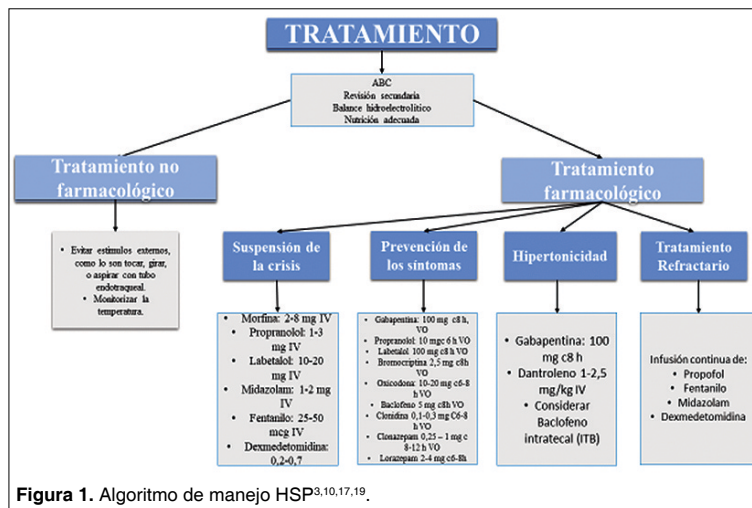 TRATAMIENTO
ABC
Revisión secundaria
Balance hidroelectrolítico
Nutrición adecuada
Tratamiento no
farmacológico
• Evitar estímulos externos,
como lo son tocar, girar,
o aspirar con tubo
endotraqueal.
• Monitorizar la
temperatura.
Tratamiento
farmacológico
Suspensión de
la crisis
• Morfina: 2-8 mg IV
• Propranolol: 1-3
mg IV
• Labetalol: 10-20
mg IV
• Midazolam: 1-2 mg
IV
• Fentanilo: 25-50
mcg IV
• Dexmedetomidina:
0,2-0,7
Prevención de
los síntomas
• Gabapentina: 100 mg c8 h,
VO
• Propranolol: 10 mgc 6 h VO
• Labetalol 100 mg c8 h VO
• Bromocriptina 2,5 mg c8h
VO
• Oxicodona: 10-20 mg c6-8
h VO
• Baclofeno 5 mg c8h VO
• Clonidina 0,1-0,3 mg C6-8
h VO
• Clonazepam 0,25 – 1 mg c
8-12 h VO
• Lorazepam 2-4 mg c6-8h
Hipertonicidad
• Gabapentina: 100
mg c8 h
• Dantroleno 1-2,5
mg/kg IV
• Considerar
Baclofeno
intratecal (ITB)
Tratamiento
Refractario
Infusión continua de:
• Propofol
• Fentanilo
• Midazolam
• Dexmedetomidina
Figura 1. Algoritmo de manejo HSP3,10,17,19.